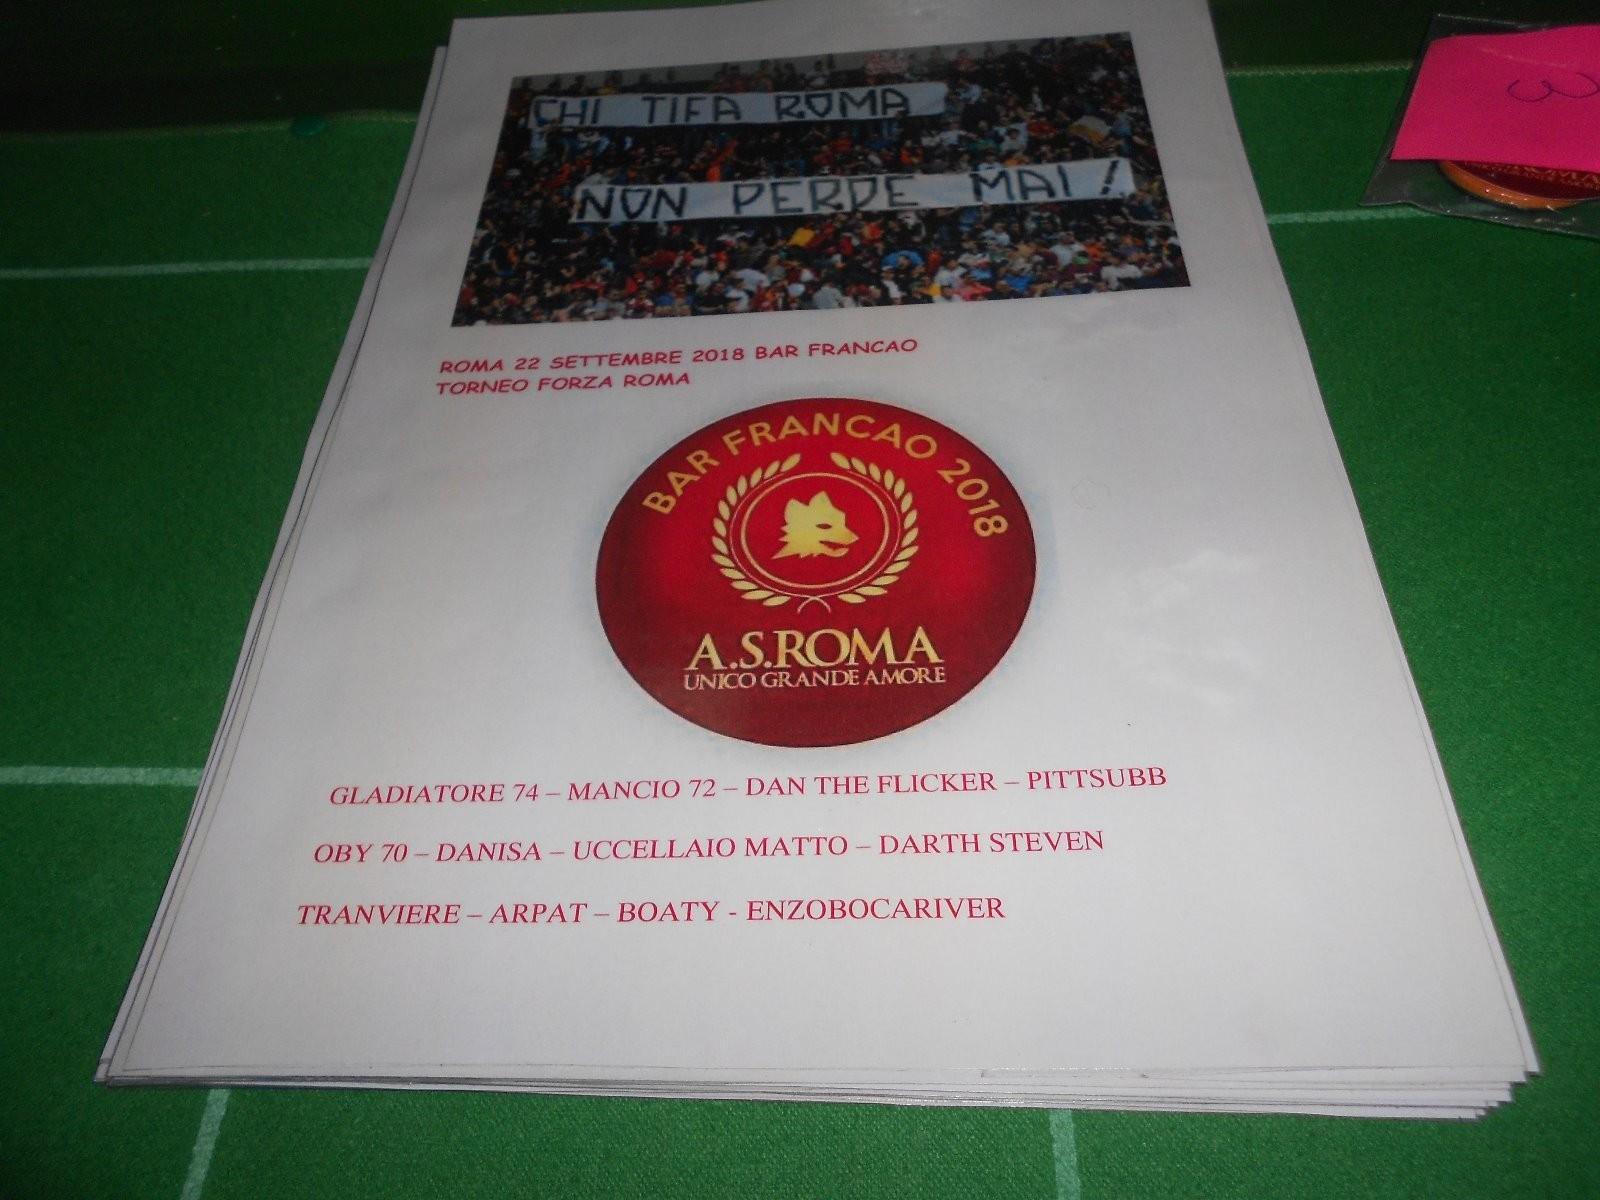 CHI TIFA ROMA
NON PERDE MAI!
ROMA 22 SETTEMBRE 2018 BAR FRANCAO
TORNEO FORZA ROMA
BAR FRANCAO 2018
A.S.ROMA
UNICO GRANDE AMORE
GLADIATORE 74 – MANCIO 72 – DAN THE FLICKER – PITTSUBB
OBY 70 – DANISA – UCCELLAIO MATTO – DARTH STEVEN
TRANVIERE – ARPAT – BOATY - ENZOBOCARIVER